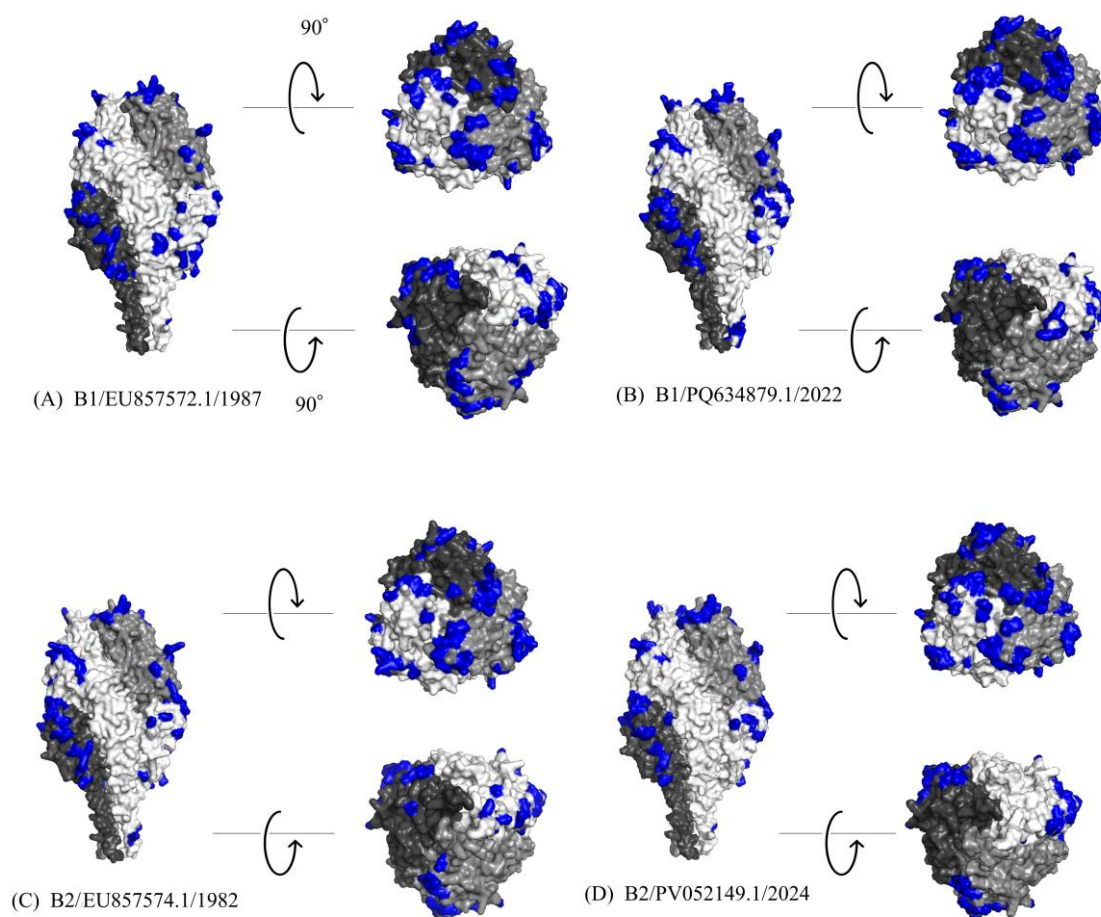 90°
(A) B1/EU857572.1/1987
90°
(B) B1/PQ634879.1/2022
(C) B2/EU857574.1/1982
(D) B2/PV052149.1/2024